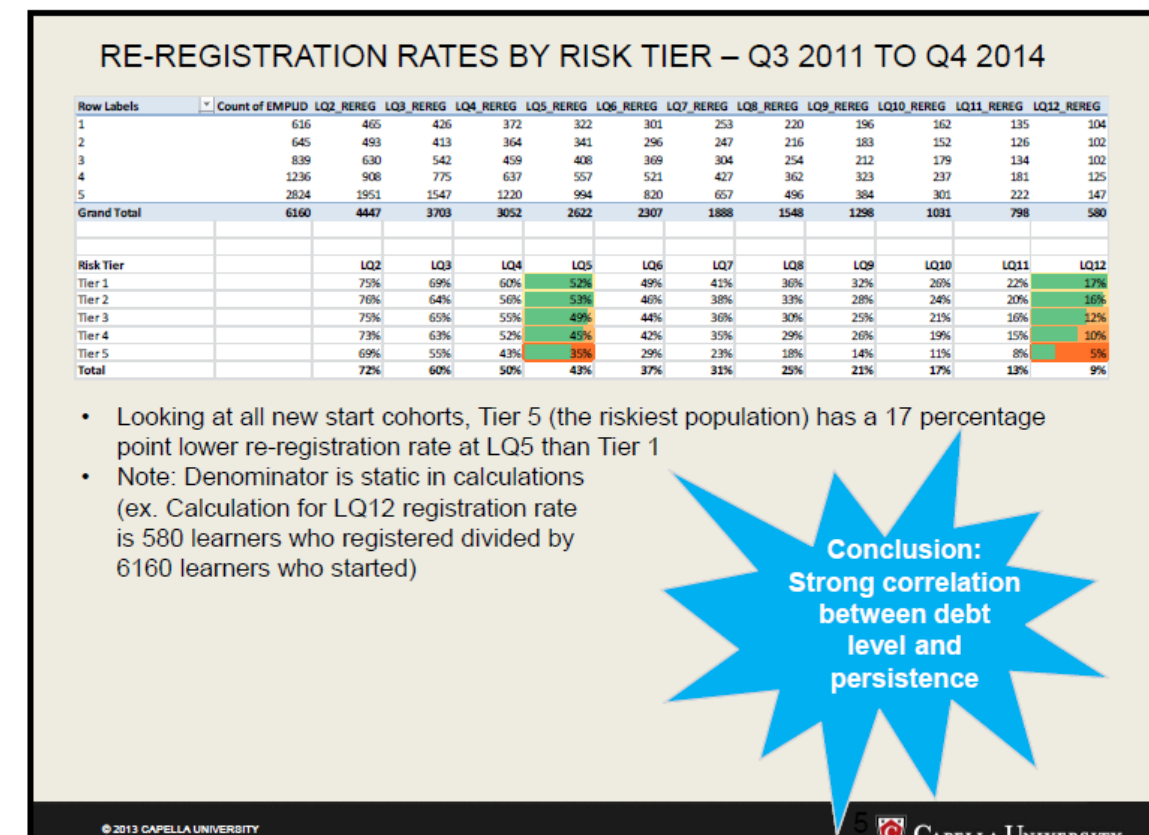 RE-REGISTRATION RATES BY RISK TIER – Q3 2011 TO Q4 2014
Row Labels Count of EMPLID LQ2_REREG LQ3_REREG LQ4_REREG LQ5_REREG LQ6_REREG LQ7_REREG LQ8_REREG LQ9_REREG LQ10_REREG LQ11_REREG LQ12_REREG
1 616 465 426 372 322 301 253 220 196 162 135 104
2 645 493 413 364 341 296 247 216 183 152 126 102
3 839 630 542 459 408 369 304 254 212 179 134 102
4 1236 908 775 637 557 521 427 362 323 237 181 125
5 2824 1951 1547 1220 994 820 657 496 384 301 222 147
Grand Total 6160 4447 3703 3052 2622 2307 1888 1548 1298 1031 798 580
Risk Tier LQ2 LQ3 LQ4 LQ5 LQ6 LQ7 LQ8 LQ9 LQ10 LQ11 LQ12
Tier 1 75% 69% 60% 52% 49% 41% 36% 32% 26% 22% 17%
Tier 2 76% 64% 56% 53% 46% 38% 33% 28% 24% 20% 16%
Tier 3 75% 65% 55% 49% 44% 36% 30% 25% 21% 16% 12%
Tier 4 73% 63% 52% 45% 42% 35% 29% 26% 19% 15% 10%
Tier 5 69% 55% 43% 35% 29% 23% 18% 14% 11% 8% 5%
Total 72% 60% 50% 43% 37% 31% 25% 21% 17% 13% 9%
• Looking at all new start cohorts, Tier 5 (the riskiest population) has a 17 percentage
point lower re-registration rate at LQ5 than Tier 1
• Note: Denominator is static in calculations
(ex. Calculation for LQ12 registration rate
is 580 learners who registered divided by
6160 learners who started)
Conclusion:
Strong correlation
between debt
level and
persistence
© 2013 CAPELLA UNIVERSITY
5
CAPELLA UNIVERSITY